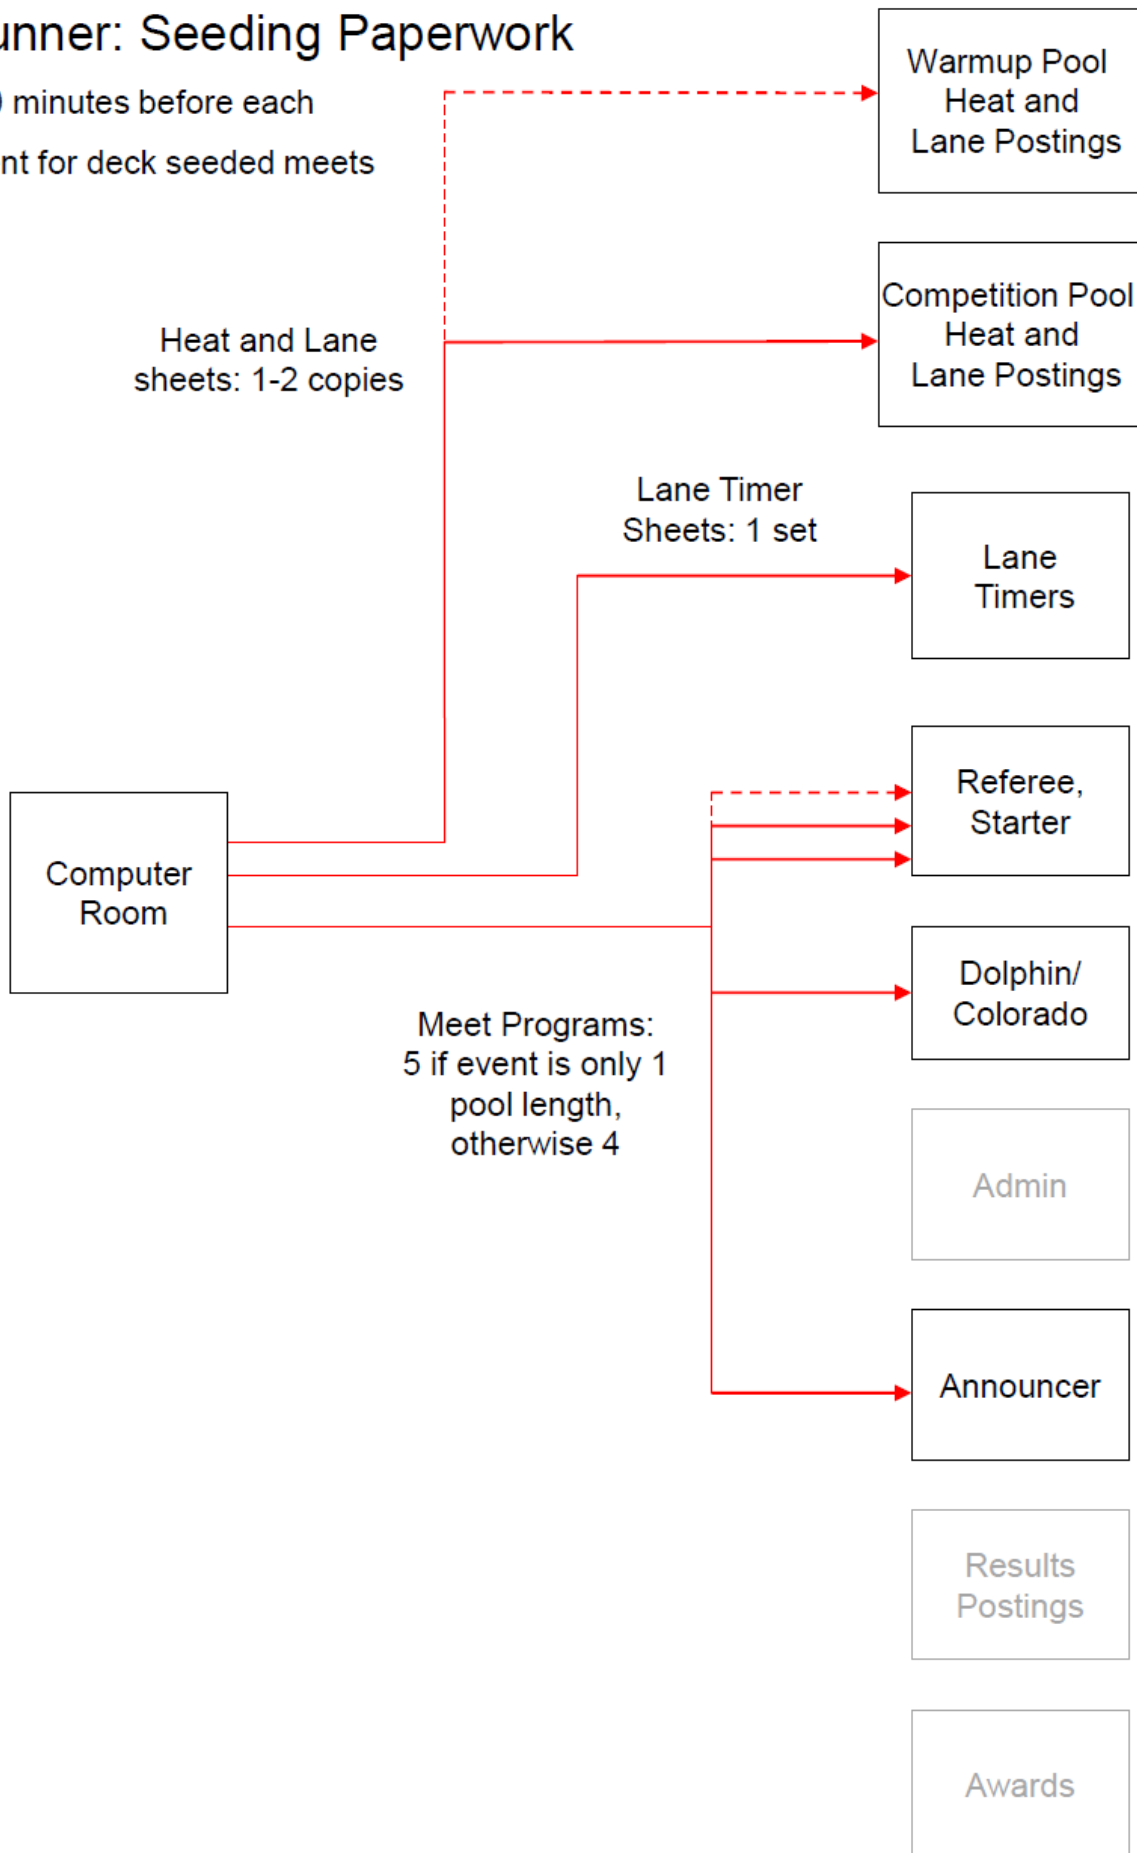 unner: Seeding Paperwork
minutes before each
nt for deck seeded meets
Warmup Pool
Heat and
Lane Postings
Competition Pool
Heat and
Lane Postings
Heat and Lane
sheets: 1-2 copies
Lane Timer
Sheets: 1 set
Lane
Timers
Referee,
Starter
Computer
Room
Dolphin/
Colorado
Meet Programs:
5 if event is only 1
pool length,
otherwise 4
Admin
Announcer
Results
Postings
Awards